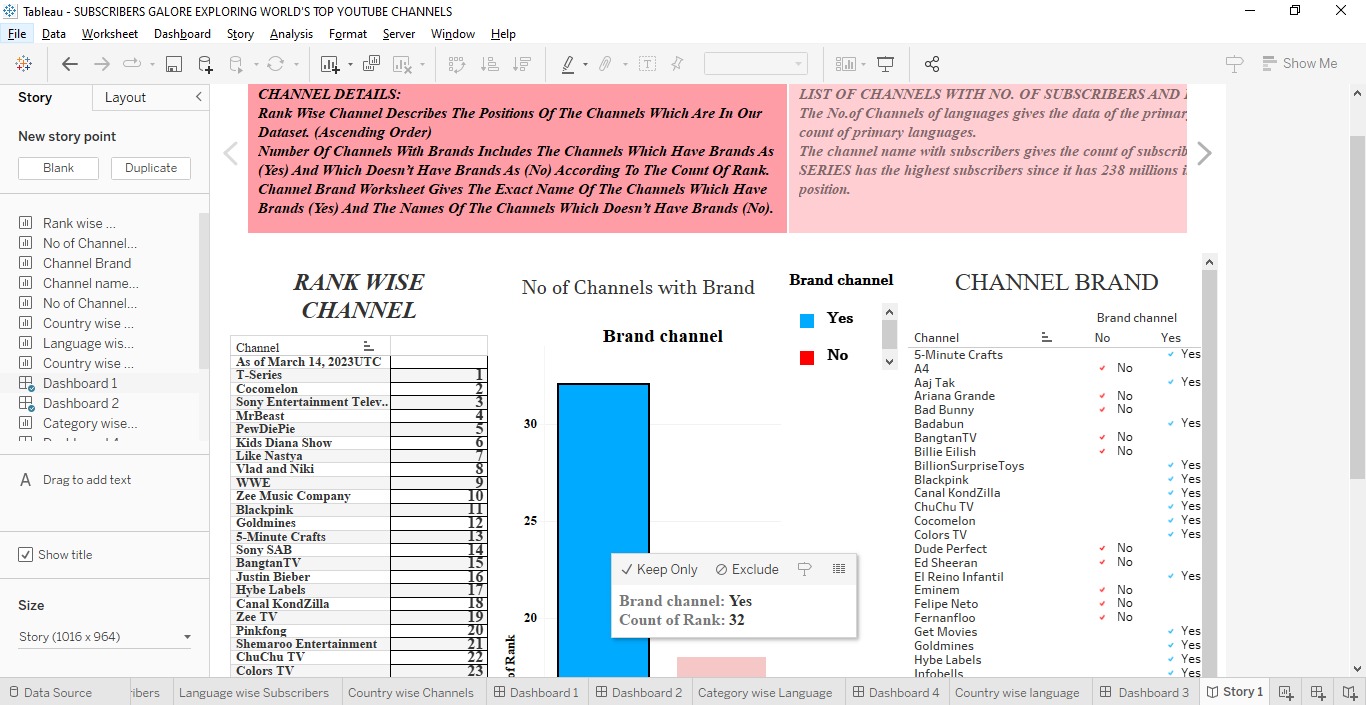 Tableau - SUBSCRIBERS GALORE EXPLORING WORLD'S TOP YOUTUBE CHANNELS
File Data Worksheet Dashboard Story Analysis Format Server Window Help
Show Me
Story Layout
New story point
Blank Duplicate
Rank wise ...
No of Channel...
Channel Brand
Channel name...
No of Channel...
Country wise ...
Language wis...
Country wise ...
Dashboard 1
Dashboard 2
Category wise...
A Drag to add text
Show title
Size
Story (1016 x 964)
CHANNEL DETAILS:
Rank Wise Channel Describes The Positions Of The Channels Which Are In Our
Dataset. (Ascending Order)
Number Of Channels With Brands Includes The Channels Which Have Brands As
(Yes) And Which Doesn't Have Brands As (No) According To The Count Of Rank.
Channel Brand Worksheet Gives The Exact Name Of The Channels Which Have
Brands (Yes) And The Names Of The Channels Which Doesn't Have Brands (No).
LIST OF CHANNELS WITH NO. OF SUBSCRIBERS AND
The No.of Channels of languages gives the data of the primar
count of primary languages.
The channel name with subscribers gives the count of subscrib
SERIES has the highest subscribers since it has 238 millions i
position.
RANK WISE
CHANNEL
Channel
As of March 14, 2023UTC
T-Series 1
Cocomelon 2
Sony Entertainment Telev.. 3
MrBeast 4
PewDiePie 5
Kids Diana Show 6
Like Nastya 7
Vlad and Niki 8
WWE 9
Zee Music Company 10
Blackpink 11
Goldmines 12
5-Minute Crafts 13
Sony SAB 14
BangtanTV 15
Justin Bieber 16
Hybe Labels 17
Canal KondZilla 18
Zee TV 19
Pinkfong 20
Shemaroo Entertainment 21
ChuChu TV 22
Colors TV 23
No of Channels with Brand
Brand channel
30
25
20
of Rank
Keep Only Exclude
Brand channel: Yes
Count of Rank: 32
Brand channel
Yes
No
CHANNEL BRAND
Brand channel
Channel No Yes
5-Minute Crafts Yes
A4 No
Aaj Tak Yes
Ariana Grande No
Bad Bunny No
Badabun Yes
BangtanTV No
Billie Eilish No
BillionSurpriseToys Yes
Blackpink Yes
Canal KondZilla Yes
ChuChu TV Yes
Cocomelon Yes
Colors TV Yes
Dude Perfect No
Ed Sheeran No
El Reino Infantil Yes
Eminem No
Felipe Neto No
Fernanfloo No
Get Movies Yes
Goldmines Yes
Hybe Labels Yes
Infobells Yes
Data Source ribers Language wise Subscribers Country wise Channels Dashboard 1 Dashboard 2 Category wise Language Dashboard 4 Country wise language Dashboard 3 Story 1